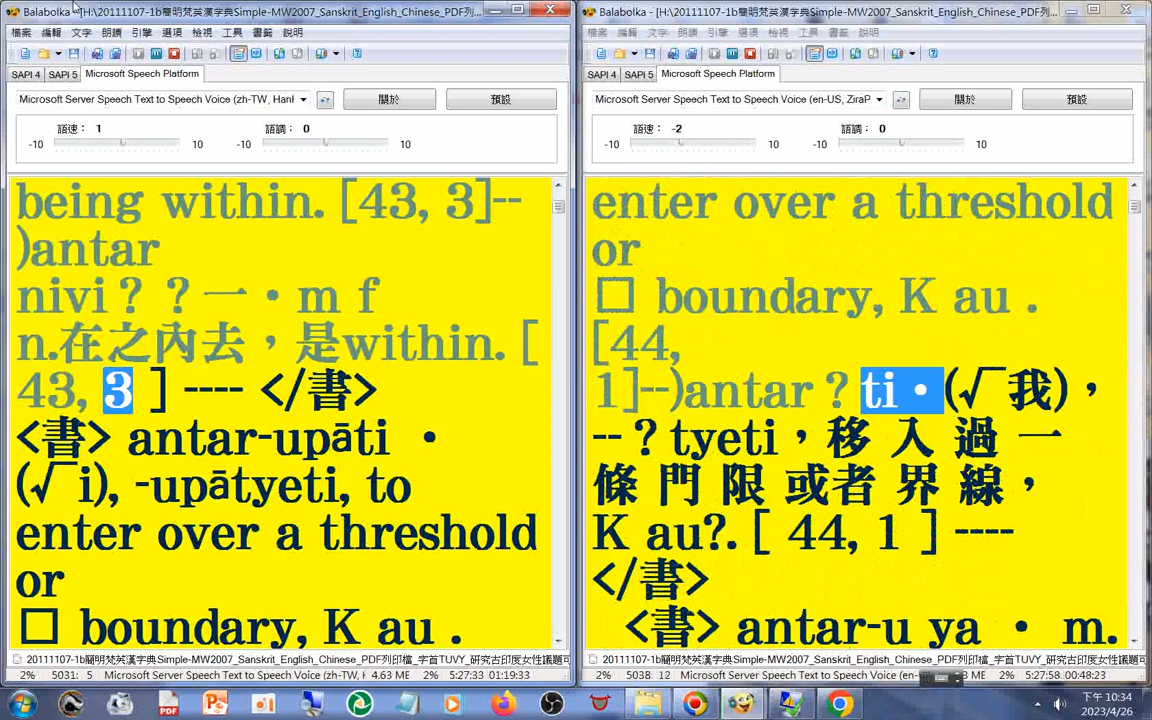 Balabolka - [H:\20111107-1b簡明梵英漢字典Simple-MW2007_Sanskrit_English_Chinese_PDF列...
檔案 編輯 文字 朗讀 引擎 選項 檢視 工具 書籤 說明
SAPI 4 SAPI 5 Microsoft Speech Platform
Microsoft Server Speech Text to Speech Voice (zh-TW, HanI
關於 預設
語速： 1 語調： 0
-10 10 -10 10
being within. [43, 3]--
)antar
nivi？？一・m f
n.在之內去，是within. [
43, 3 ] ---- </書>
<書> antar-upāti ・
(√i), -upātyeti, to
enter over a threshold
or
□ boundary, K au .
20111107-1b簡明梵英漢字典Simple-MW2007_Sanskrit_English_Chinese_PDF列印檔_字首TUVY_研究古印度女性議題可
2% 5031: 5 Microsoft Server Speech Text to Speech Voice (zh-TW, H 4.63 ME 2% 5:27:33 01:19:33
Balabolka - [H:\20111107-1b簡明梵英漢字典Simple-MW2007_Sanskrit_English_Chinese_PDF列...
檔案 編輯 文字 朗讀 引擎 選項 檢視 工具 書籤 說明
SAPI 4 SAPI 5 Microsoft Speech Platform
Microsoft Server Speech Text to Speech Voice (en-US, ZiraP
關於 預設
語速： -2 語調： 0
-10 10 -10 10
enter over a threshold
or
□ boundary, K au .
[44,
1]--)antar？ti・(√我)，
--？tyeti，移 入 過 一
條 門 限 或者 界 線，
K au?. [ 44, 1 ] ----
</書>
<書> antar-u ya ・ m.
20111107-1b簡明梵英漢字典Simple-MW2007_Sanskrit_English_Chinese_PDF列印檔_字首TUVY_研究古印度女性議題可
2% 5038: 12 Microsoft Server Speech Text to Speech Voice (en ME 2% 5:27:58 00:48:23
下午 10:34
2023/4/26